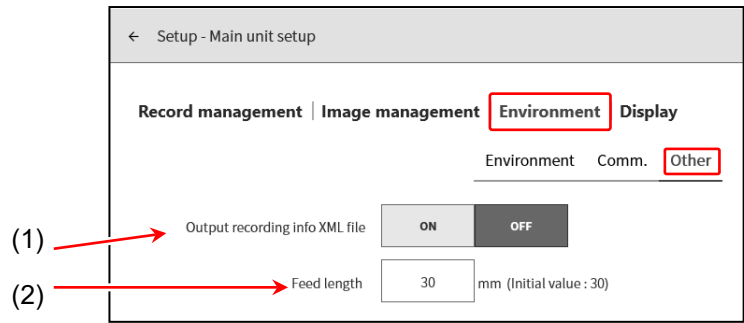 ← Setup - Main unit setup
Record management | Image management Environment Display
Environment Comm. Other
(1) Output recording info XML file ON OFF
(2) Feed length 30 mm (Initial value : 30)